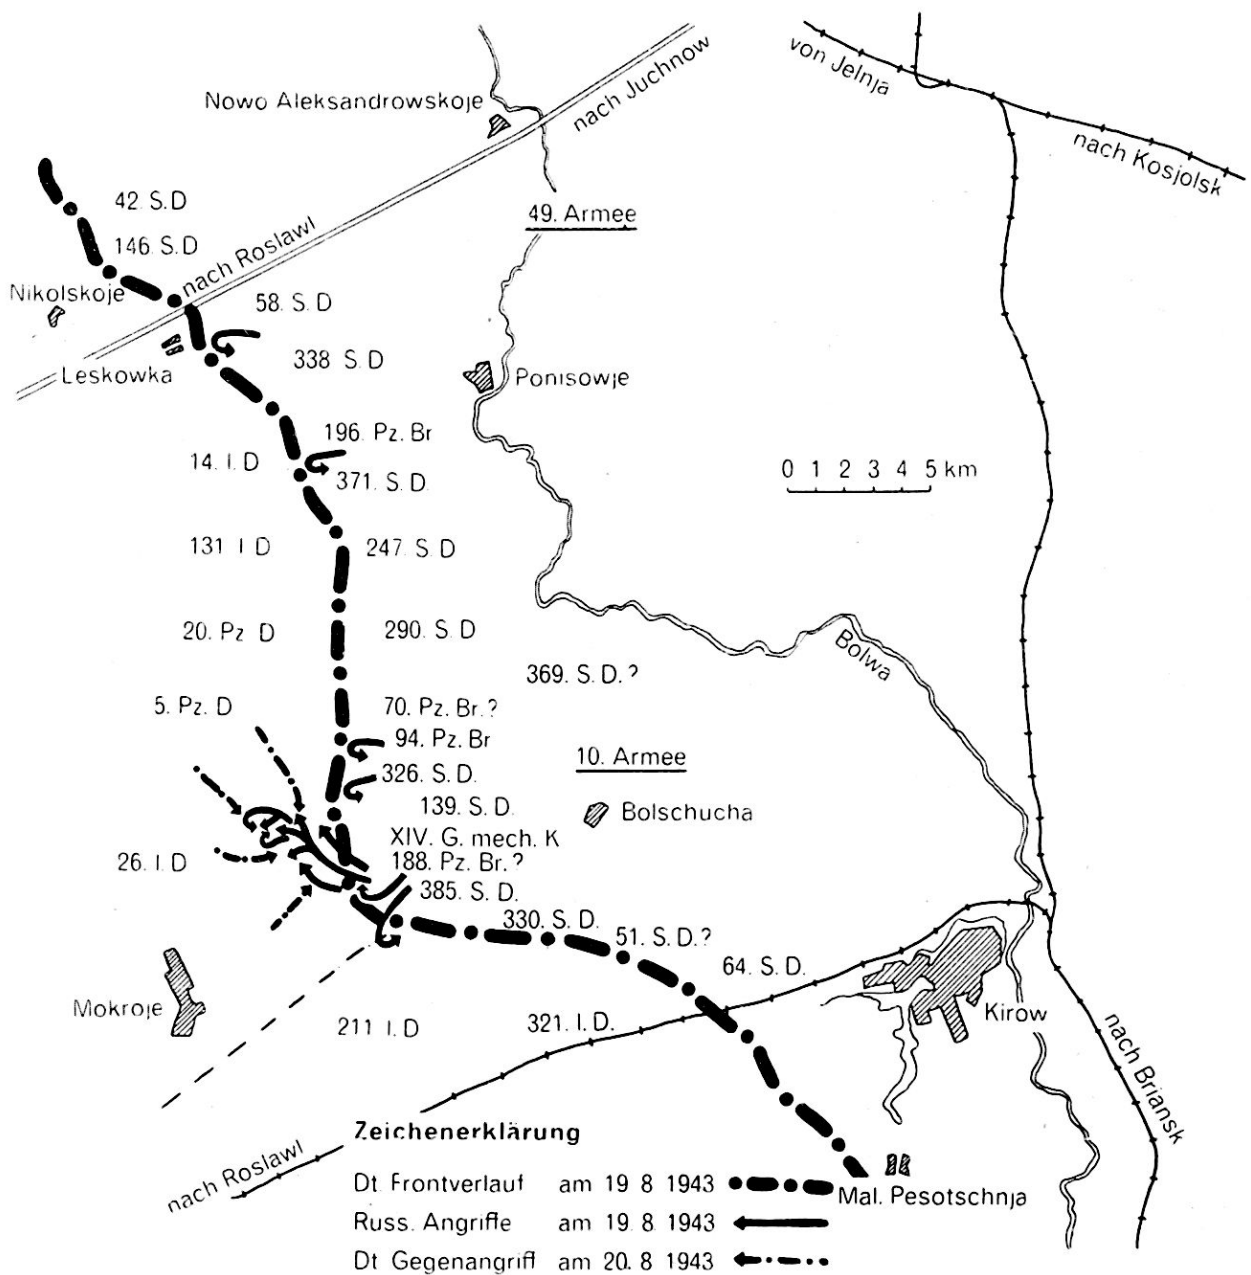 von Jelnja
nach Juchnow
Nowo Aleksandrowskoje
nach Kosjolsk
42. S.D
49. Armee
146. S.D
nach Roslawl
Nikolskoje
58. S.D
338 S.D
Leskowka
Ponisowje
196. Pz. Br
14. I. D
371. S.D.
0 1 2 3 4 5 km
131 I D
247. S.D
20. Pz D
290. S.D
Bolwa
369. S.D.?
5. Pz. D
70. Pz. Br.?
94. Pz. Br
10. Armee
326. S.D.
139. S.D.
Bolschucha
XIV. G. mech. K
26. I. D
188. Pz. Br.?
385. S.D.
330. S.D.
51. S.D.?
64. S.D.
Mokroje
211 I. D
321. I. D.
Kirow
nach Briansk
Zeichenerklärung
nach Roslawl
Dt. Frontverlauf am 19 8 1943
Mal. Pesotschnja
Russ. Angriffe am 19. 8. 1943
Dt Gegenangriff am 20. 8 1943